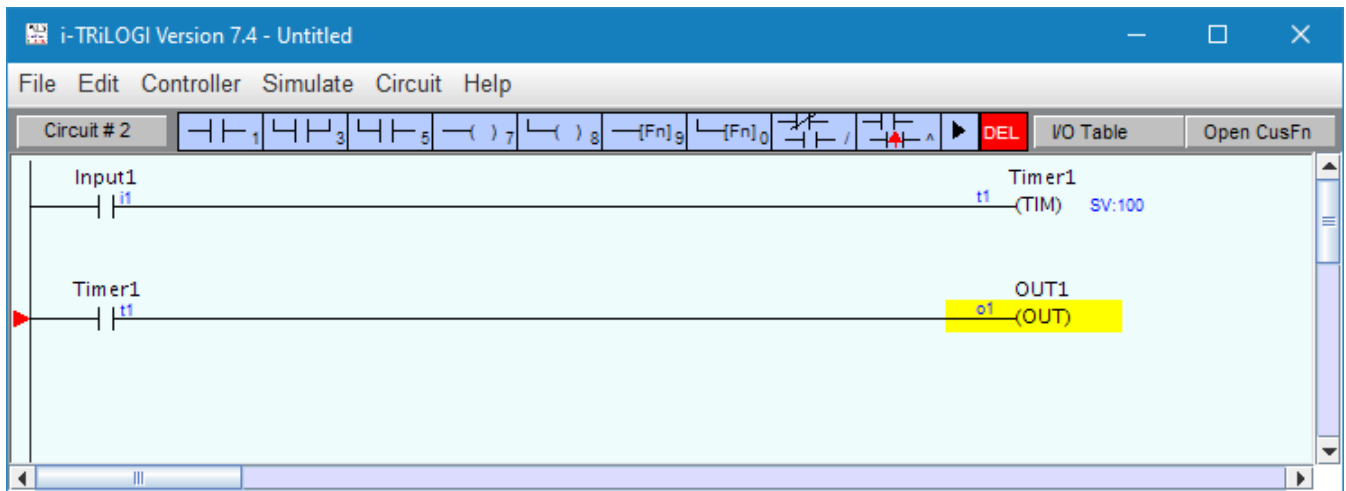 i-TRiLOGI Version 7.4 - Untitled
File Edit Controller Simulate Circuit Help
Circuit # 2 1 3 5 ( ) 7 ( ) 8 [Fn] 9 [Fn] 0 / ^ DEL I/O Table Open CusFn
Input1 Timer1
i1 t1 (TIM) SV:100
Timer1 OUT1
t1 o1 (OUT)